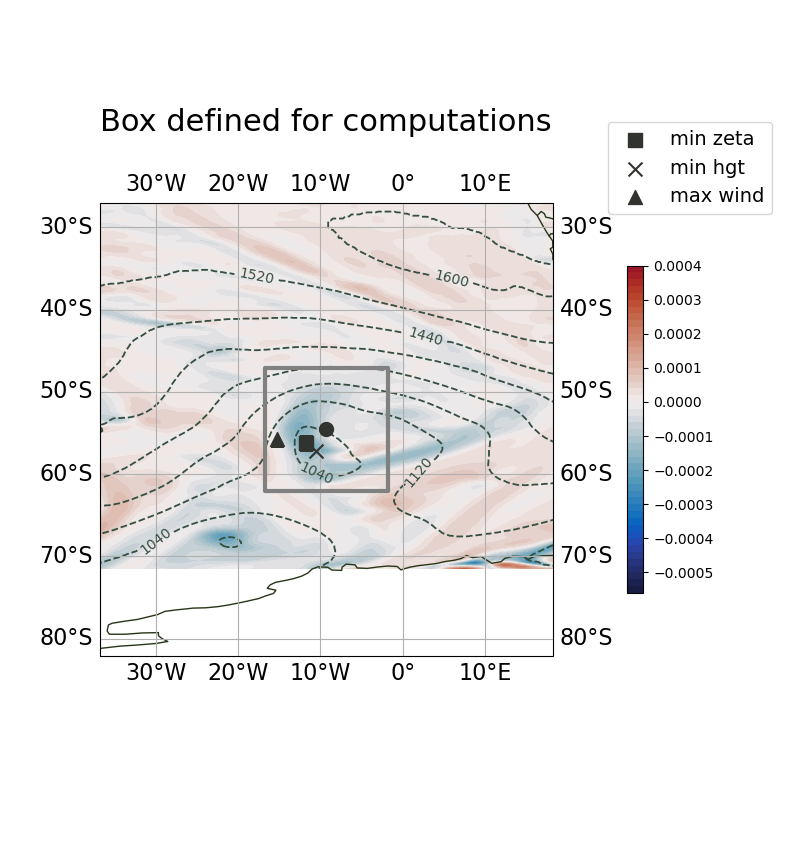 Box defined for computations
min zeta
min hgt
max wind
30°W 20°W 10°W 0° 10°E
30°S 30°S
40°S 40°S
50°S 50°S
60°S 60°S
70°S 70°S
80°S 80°S
30°W 20°W 10°W 0° 10°E
1520
1600
1440
1040
1120
1040
0.0004
0.0003
0.0002
0.0001
0.0000
−0.0001
−0.0002
−0.0003
−0.0004
−0.0005